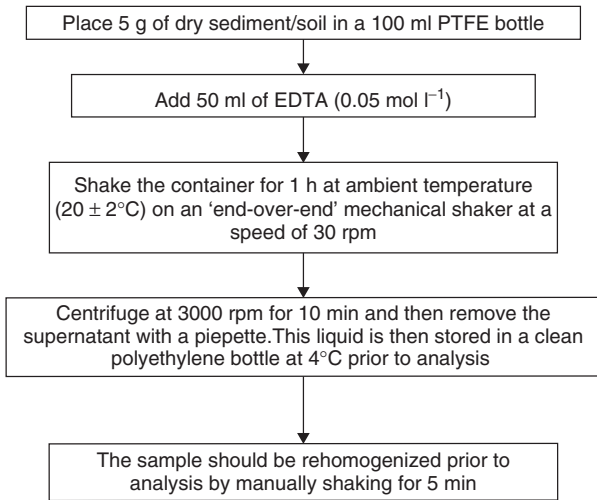 Place 5 g of dry sediment/soil in a 100 ml PTFE bottle
Add 50 ml of EDTA (0.05 mol l⁻¹)
Shake the container for 1 h at ambient temperature
(20 ± 2°C) on an ‘end-over-end’ mechanical shaker at a
speed of 30 rpm
Centrifuge at 3000 rpm for 10 min and then remove the
supernatant with a piepette.This liquid is then stored in a clean
polyethylene bottle at 4°C prior to analysis
The sample should be rehomogenized prior to
analysis by manually shaking for 5 min